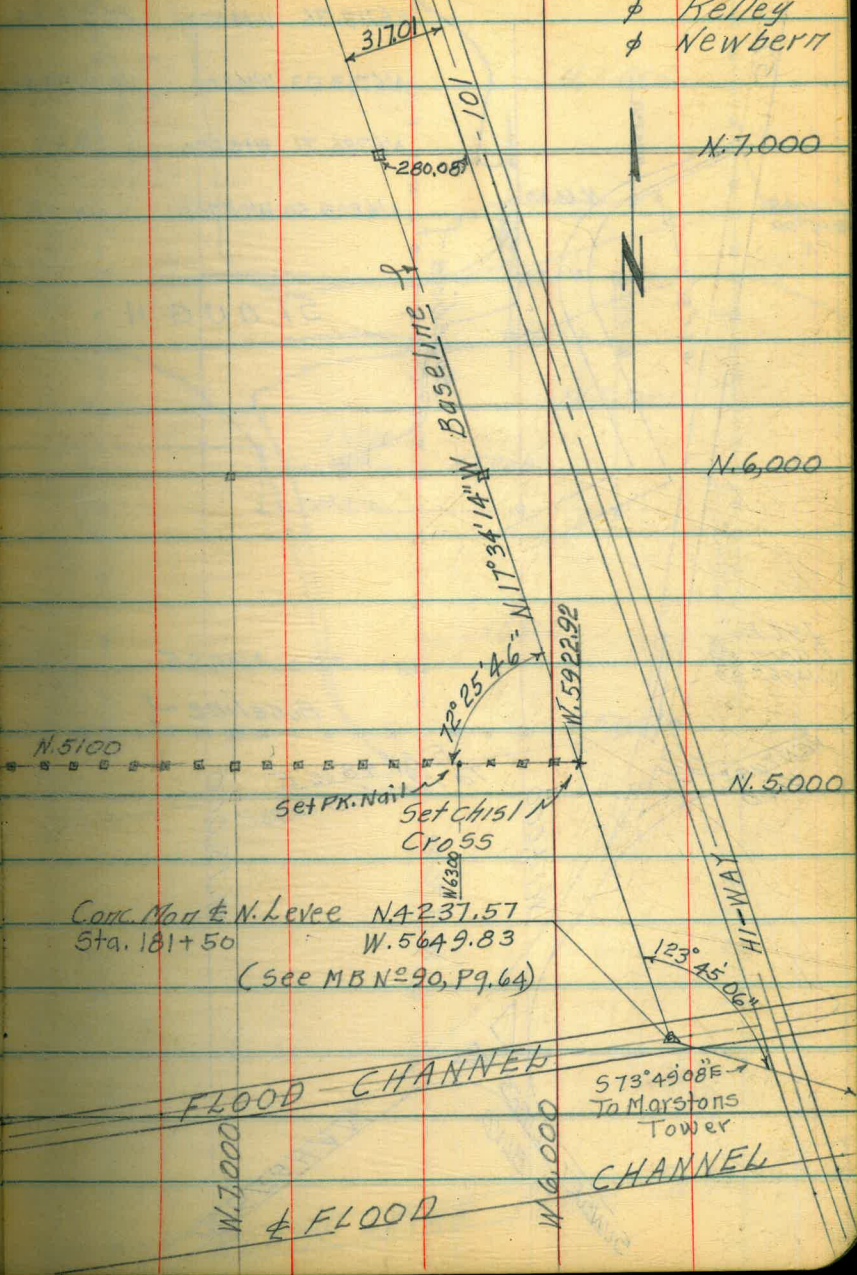 ϕ Kelley
ϕ Newbern
317.01
101
N. 7,000
280.08
N
N. 17° 34' 14" W Baseline
N. 6,000
72° 25' 46"
W. 5922.92
N. 5100
Set PK. Nail
Set chisl
Cross
N. 5,000
W6300
HI-WAY
Conc. Mon ℄ N. Levee N. 4237.57
Sta. 181+50 W. 5649.83
(See MB Nº 90, Pg. 64)
123° 45' 06"
FLOOD CHANNEL
S 73° 49' 08" E
To Marstons
Tower
W. 7,000
W 6,000
℄ FLOOD CHANNEL